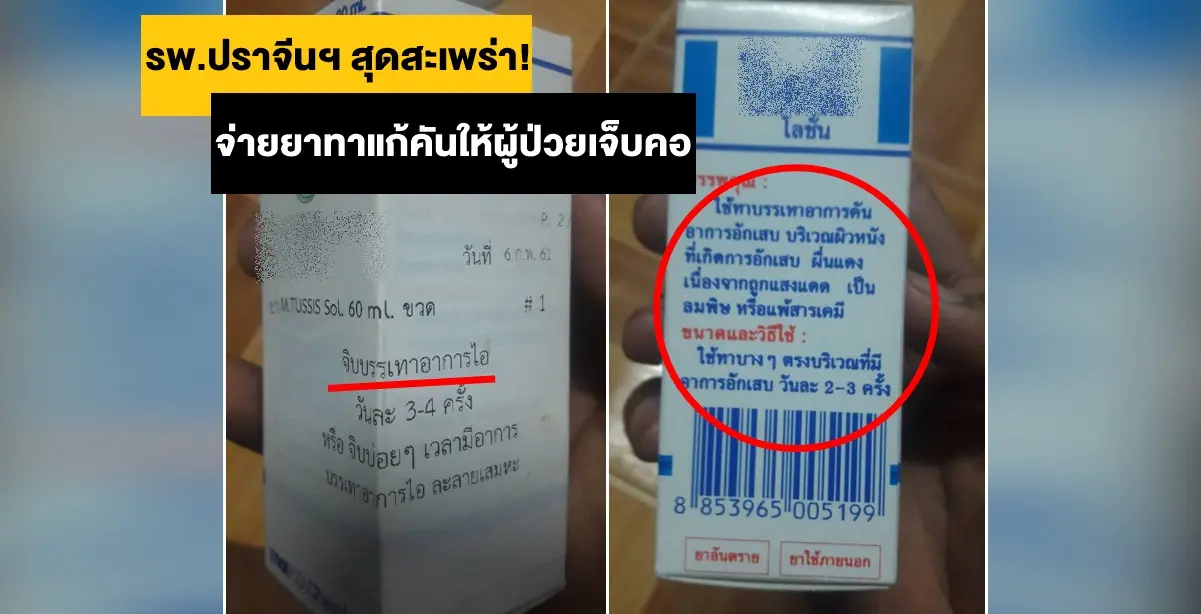 รพ.ปราจีนฯ สุดสะเพร่า!
จ่ายยาทาแก้คันให้ผู้ป่วยเจ็บคอ
วันที่ 6 ก.พ. 61
M.TUSSIS Sol. 60 ml. ขวด # 1
จิบบรรเทาอาการไอ
วันละ 3-4 ครั้ง
หรือ จิบบ่อยๆ เวลามีอาการ
บรรเทาอาการไอ ละลายเสมหะ
โลชั่น
สรรพคุณ :
ใช้ทาบรรเทาอาการคัน
อาการอักเสบ บริเวณผิวหนัง
ที่เกิดการอักเสบ ผื่นแดง
เนื่องจากถูกแสงแดด เป็น
ลมพิษ หรือแพ้สารเคมี
ขนาดและวิธีใช้ :
ใช้ทาบางๆ ตรงบริเวณที่มี
อาการอักเสบ วันละ 2-3 ครั้ง
8 853965 005199
ยาอันตราย
ยาใช้ภายนอก